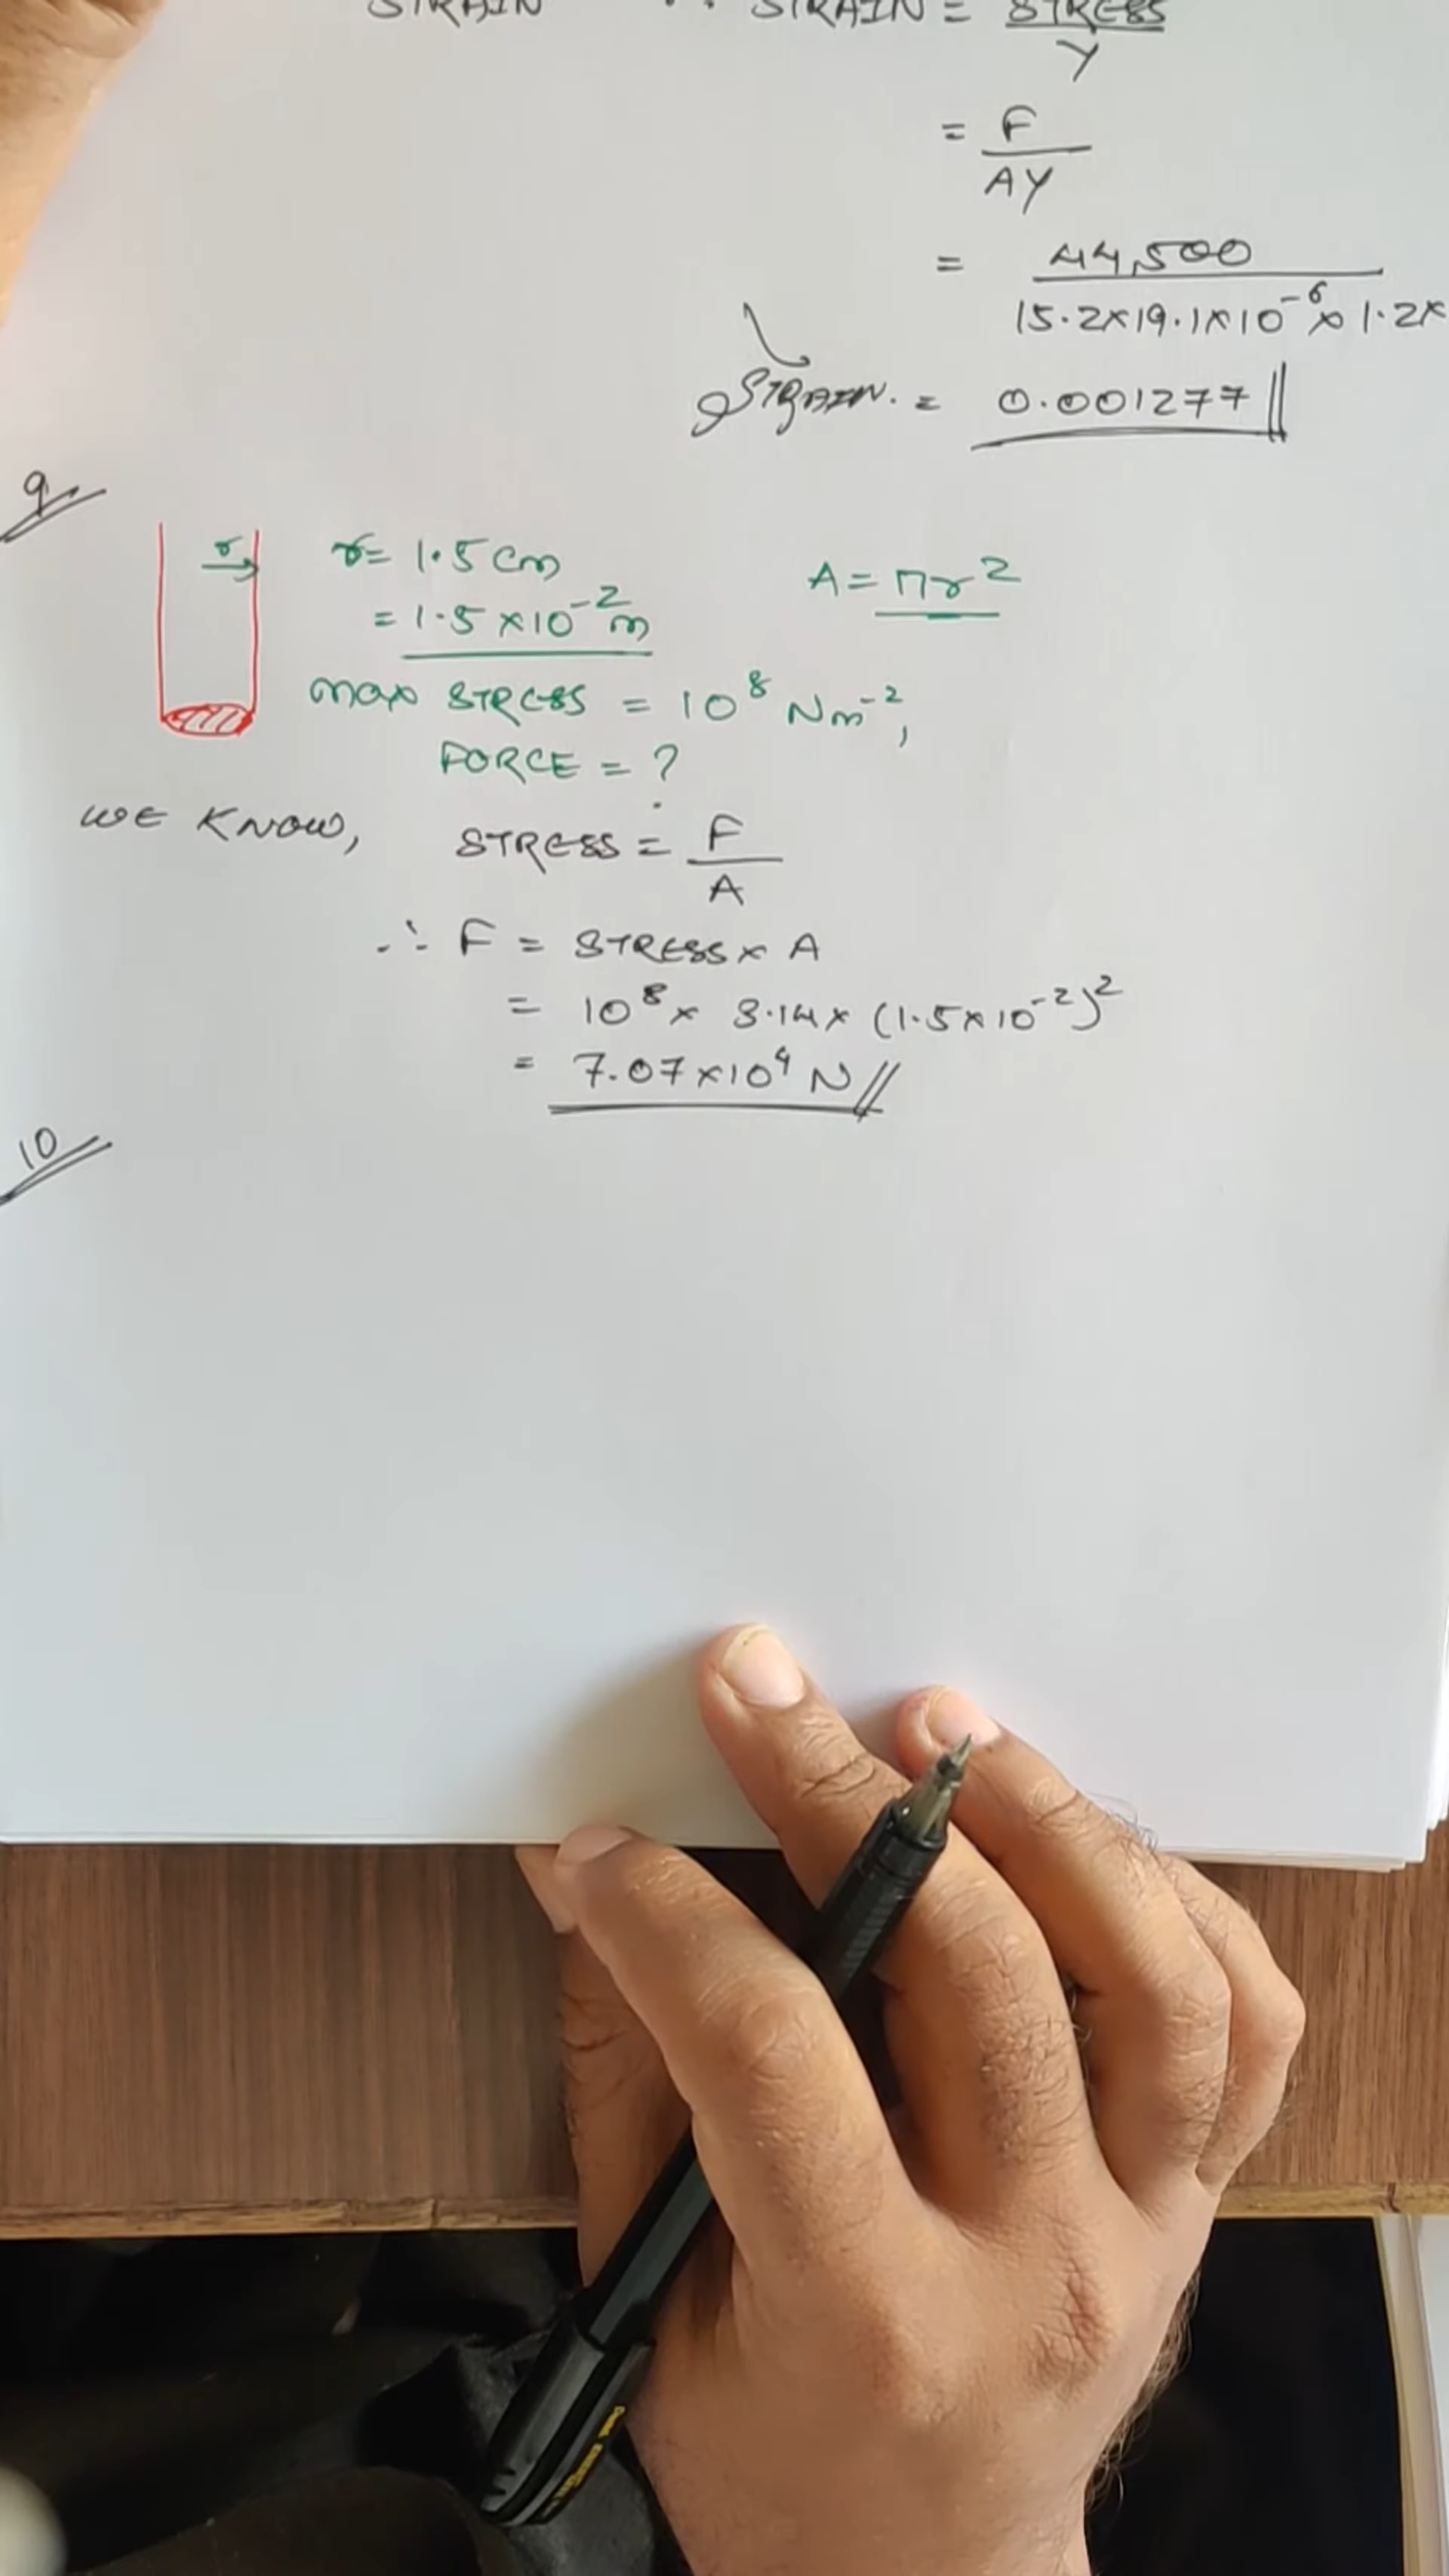 STRAIN ∴ STRAIN = STRESS
Y
= F
AY
= 44,500
15.2×19.1×10⁻⁶ × 1.2×
STRAIN. = 0.001277
9
r
r = 1.5 cm
= 1.5 × 10⁻² m
A = πr²
MAX STRESS = 10⁸ Nm⁻²,
FORCE = ?
WE KNOW, STRESS = F
A
∴ F = STRESS × A
= 10⁸ × 3.14 × (1.5×10⁻²)²
= 7.07×10⁴ N
10